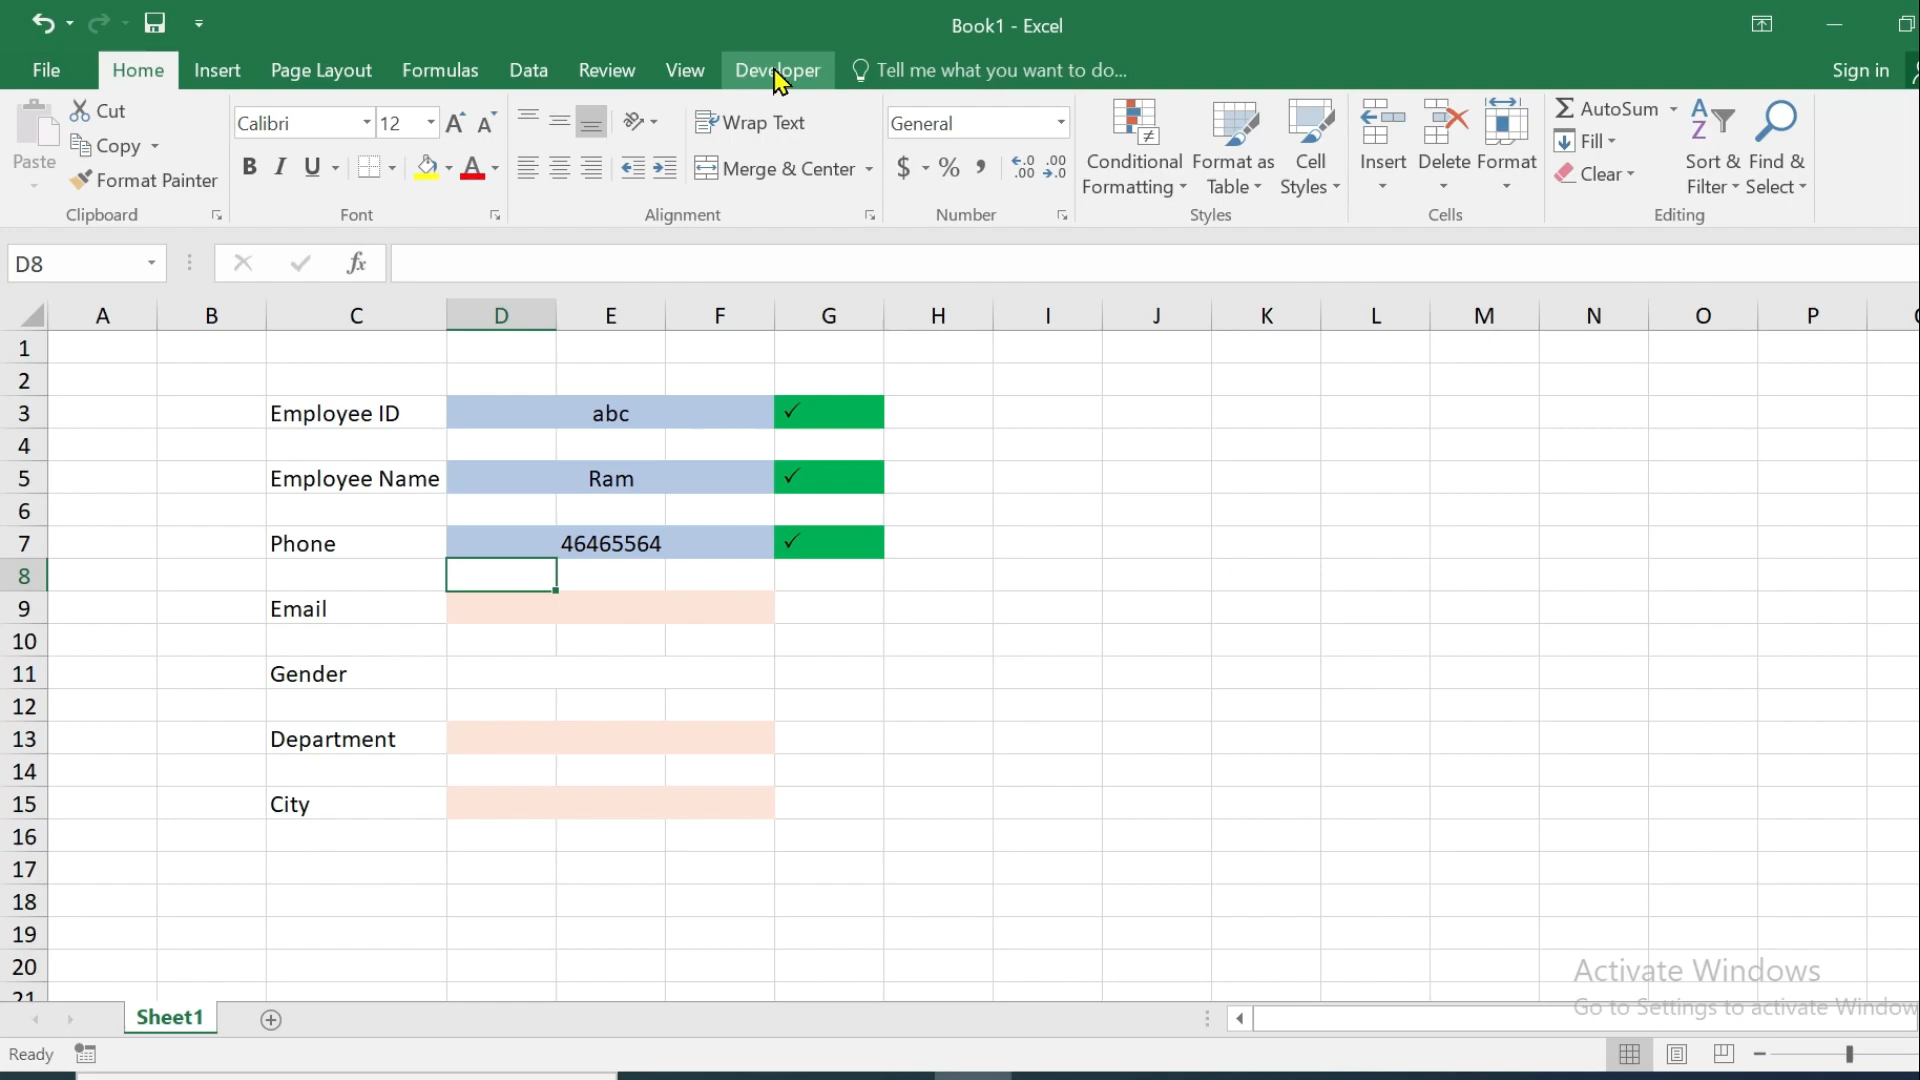 Book1 - Excel
File Home Insert Page Layout Formulas Data Review View Developer Tell me what you want to do... Sign in
Paste
Cut
Copy
Format Painter
Clipboard
Calibri 12
B I U A
Font
Wrap Text
Merge & Center
Alignment
General
$ % , .00 .0
Number
Conditional Formatting
Format as Table
Cell Styles
Styles
Insert Delete Format
Cells
AutoSum
Fill
Clear
Sort & Filter
Find & Select
Editing
D8 fx
A B C D E F G H I J K L M N O P
1
2
3 Employee ID abc ✓
4
5 Employee Name Ram ✓
6
7 Phone 46465564 ✓
8
9 Email
10
11 Gender
12
13 Department
14
15 City
16
17
18
19
20
21
Activate Windows
Go to Settings to activate Window
Sheet1
Ready